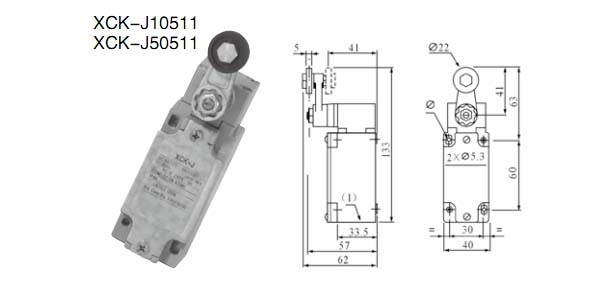 XCK-J10511
XCK-J50511
XCK-J
5
41
133
(1)
33.5
57
62
Ø22
41
63
Ø
2×Ø5.3
60
= 30 =
40